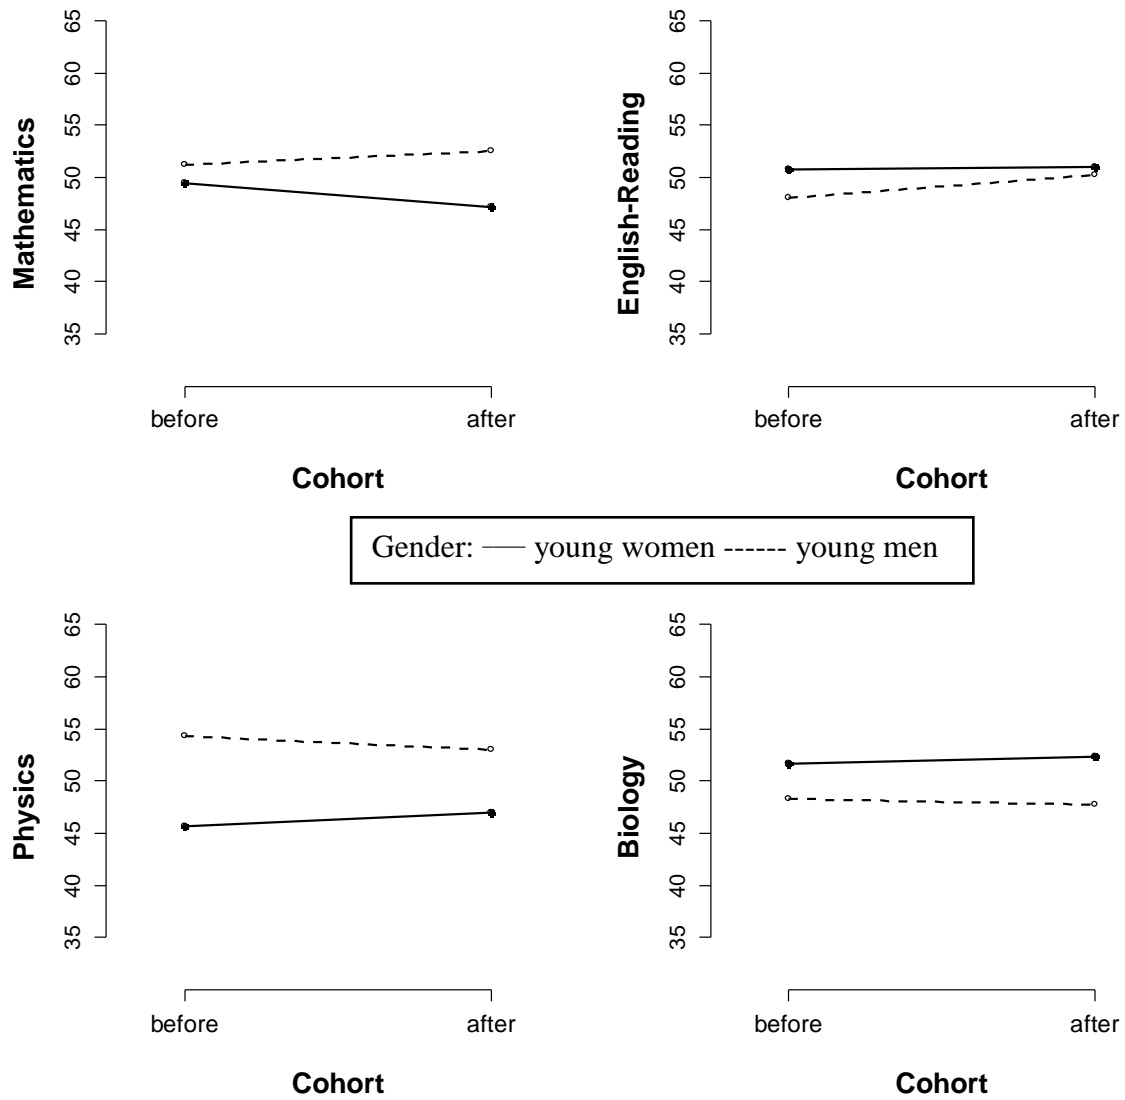 Mathematics
65
60
55
50
45
40
35
before after
Cohort
English-Reading
65
60
55
50
45
40
35
before after
Cohort
Gender: —— young women ------ young men
Physics
65
60
55
50
45
40
35
before after
Cohort
Biology
65
60
55
50
45
40
35
before after
Cohort